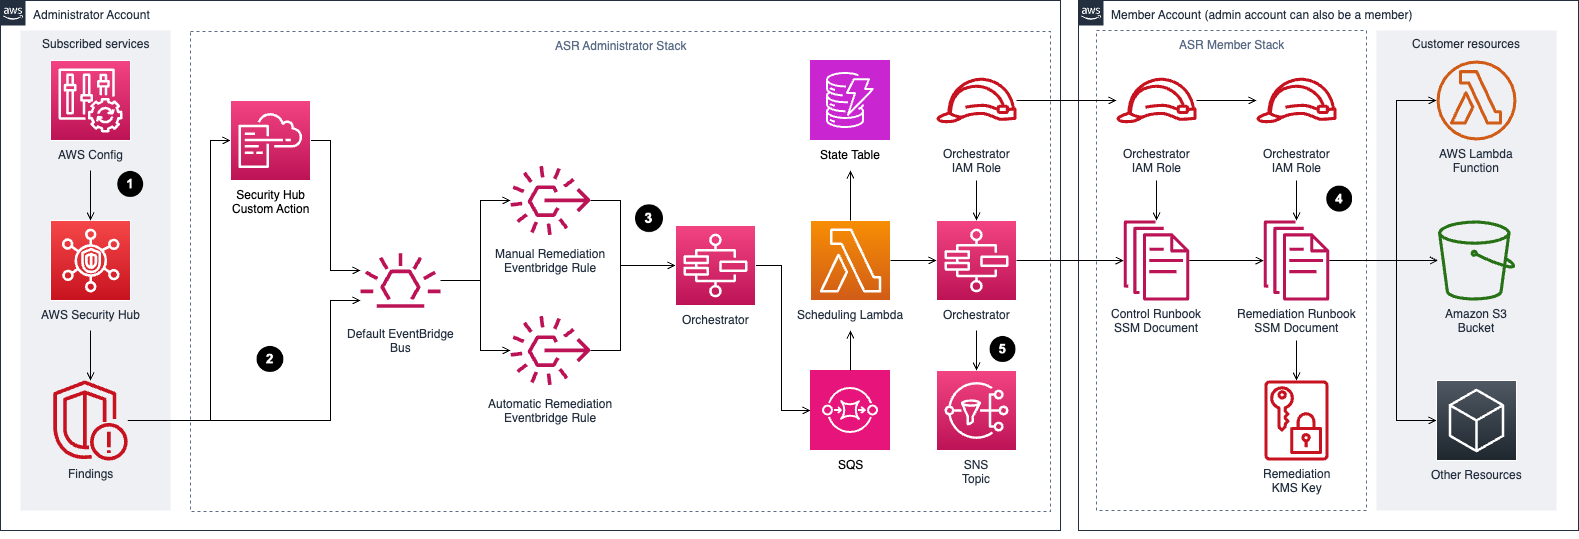 aws
Administrator Account
Subscribed services
AWS Config
1
AWS Security Hub
Findings
ASR Administrator Stack
Security Hub
Custom Action
2
Default EventBridge
Bus
Manual Remediation
Eventbridge Rule
Automatic Remediation
Eventbridge Rule
3
Orchestrator
State Table
Scheduling Lambda
SQS
Orchestrator
IAM Role
Orchestrator
5
SNS
Topic
aws
Member Account (admin account can also be a member)
ASR Member Stack
Orchestrator
IAM Role
Orchestrator
IAM Role
4
Control Runbook
SSM Document
Remediation Runbook
SSM Document
Remediation
KMS Key
Customer resources
AWS Lambda
Function
Amazon S3
Bucket
Other Resources